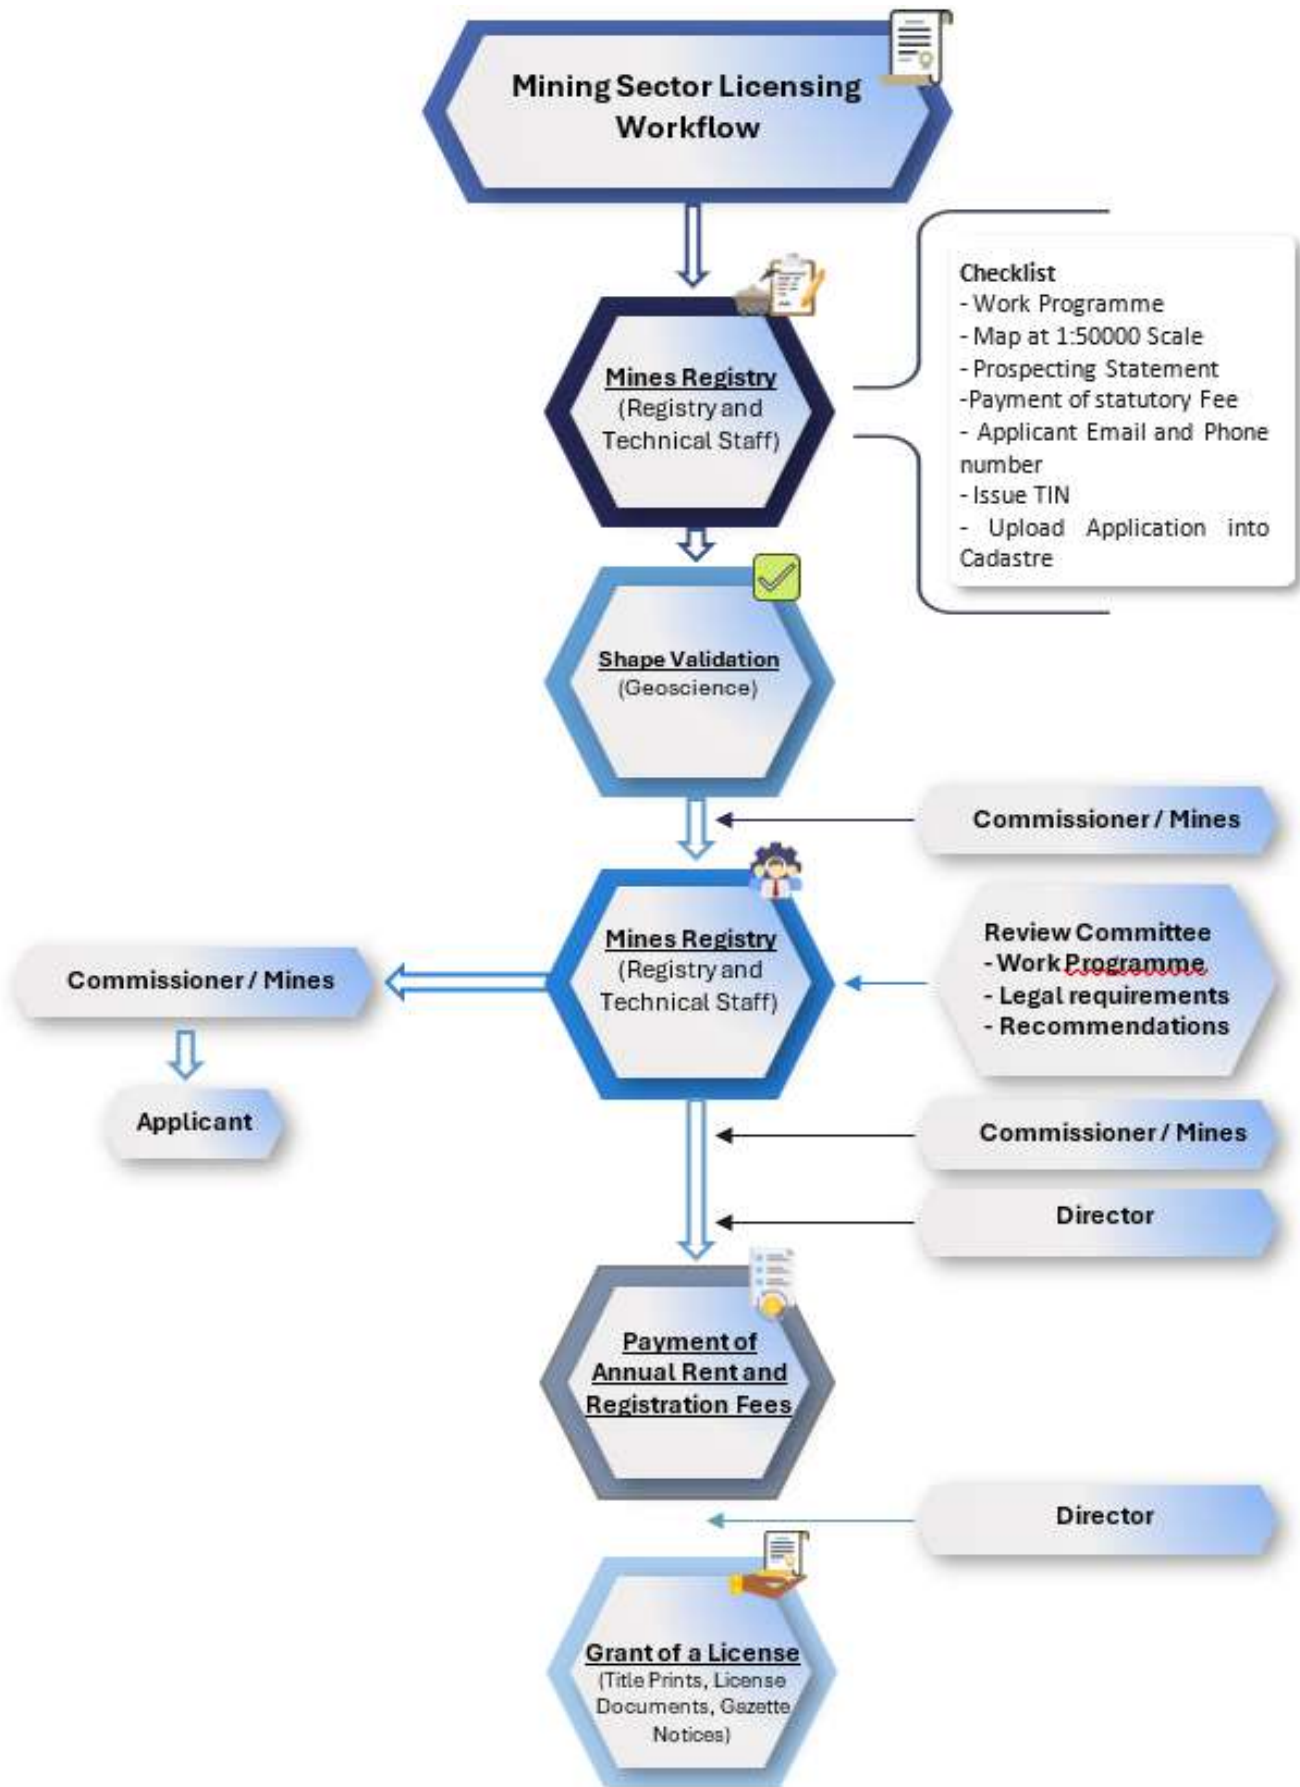 Mining Sector Licensing
Workflow
Checklist
- Work Programme
- Map at 1:50000 Scale
- Prospecting Statement
-Payment of statutory Fee
- Applicant Email and Phone
number
- Issue TIN
- Upload Application into
Cadastre
Mines Registry
(Registry and
Technical Staff)
Shape Validation
(Geoscience)
Commissioner / Mines
Mines Registry
(Registry and
Technical Staff)
Review Committee
- Work Programme
- Legal requirements
- Recommendations
Commissioner / Mines
Applicant
Commissioner / Mines
Director
Payment of
Annual Rent and
Registration Fees
Director
Grant of a License
(Title Prints, License
Documents, Gazette
Notices)